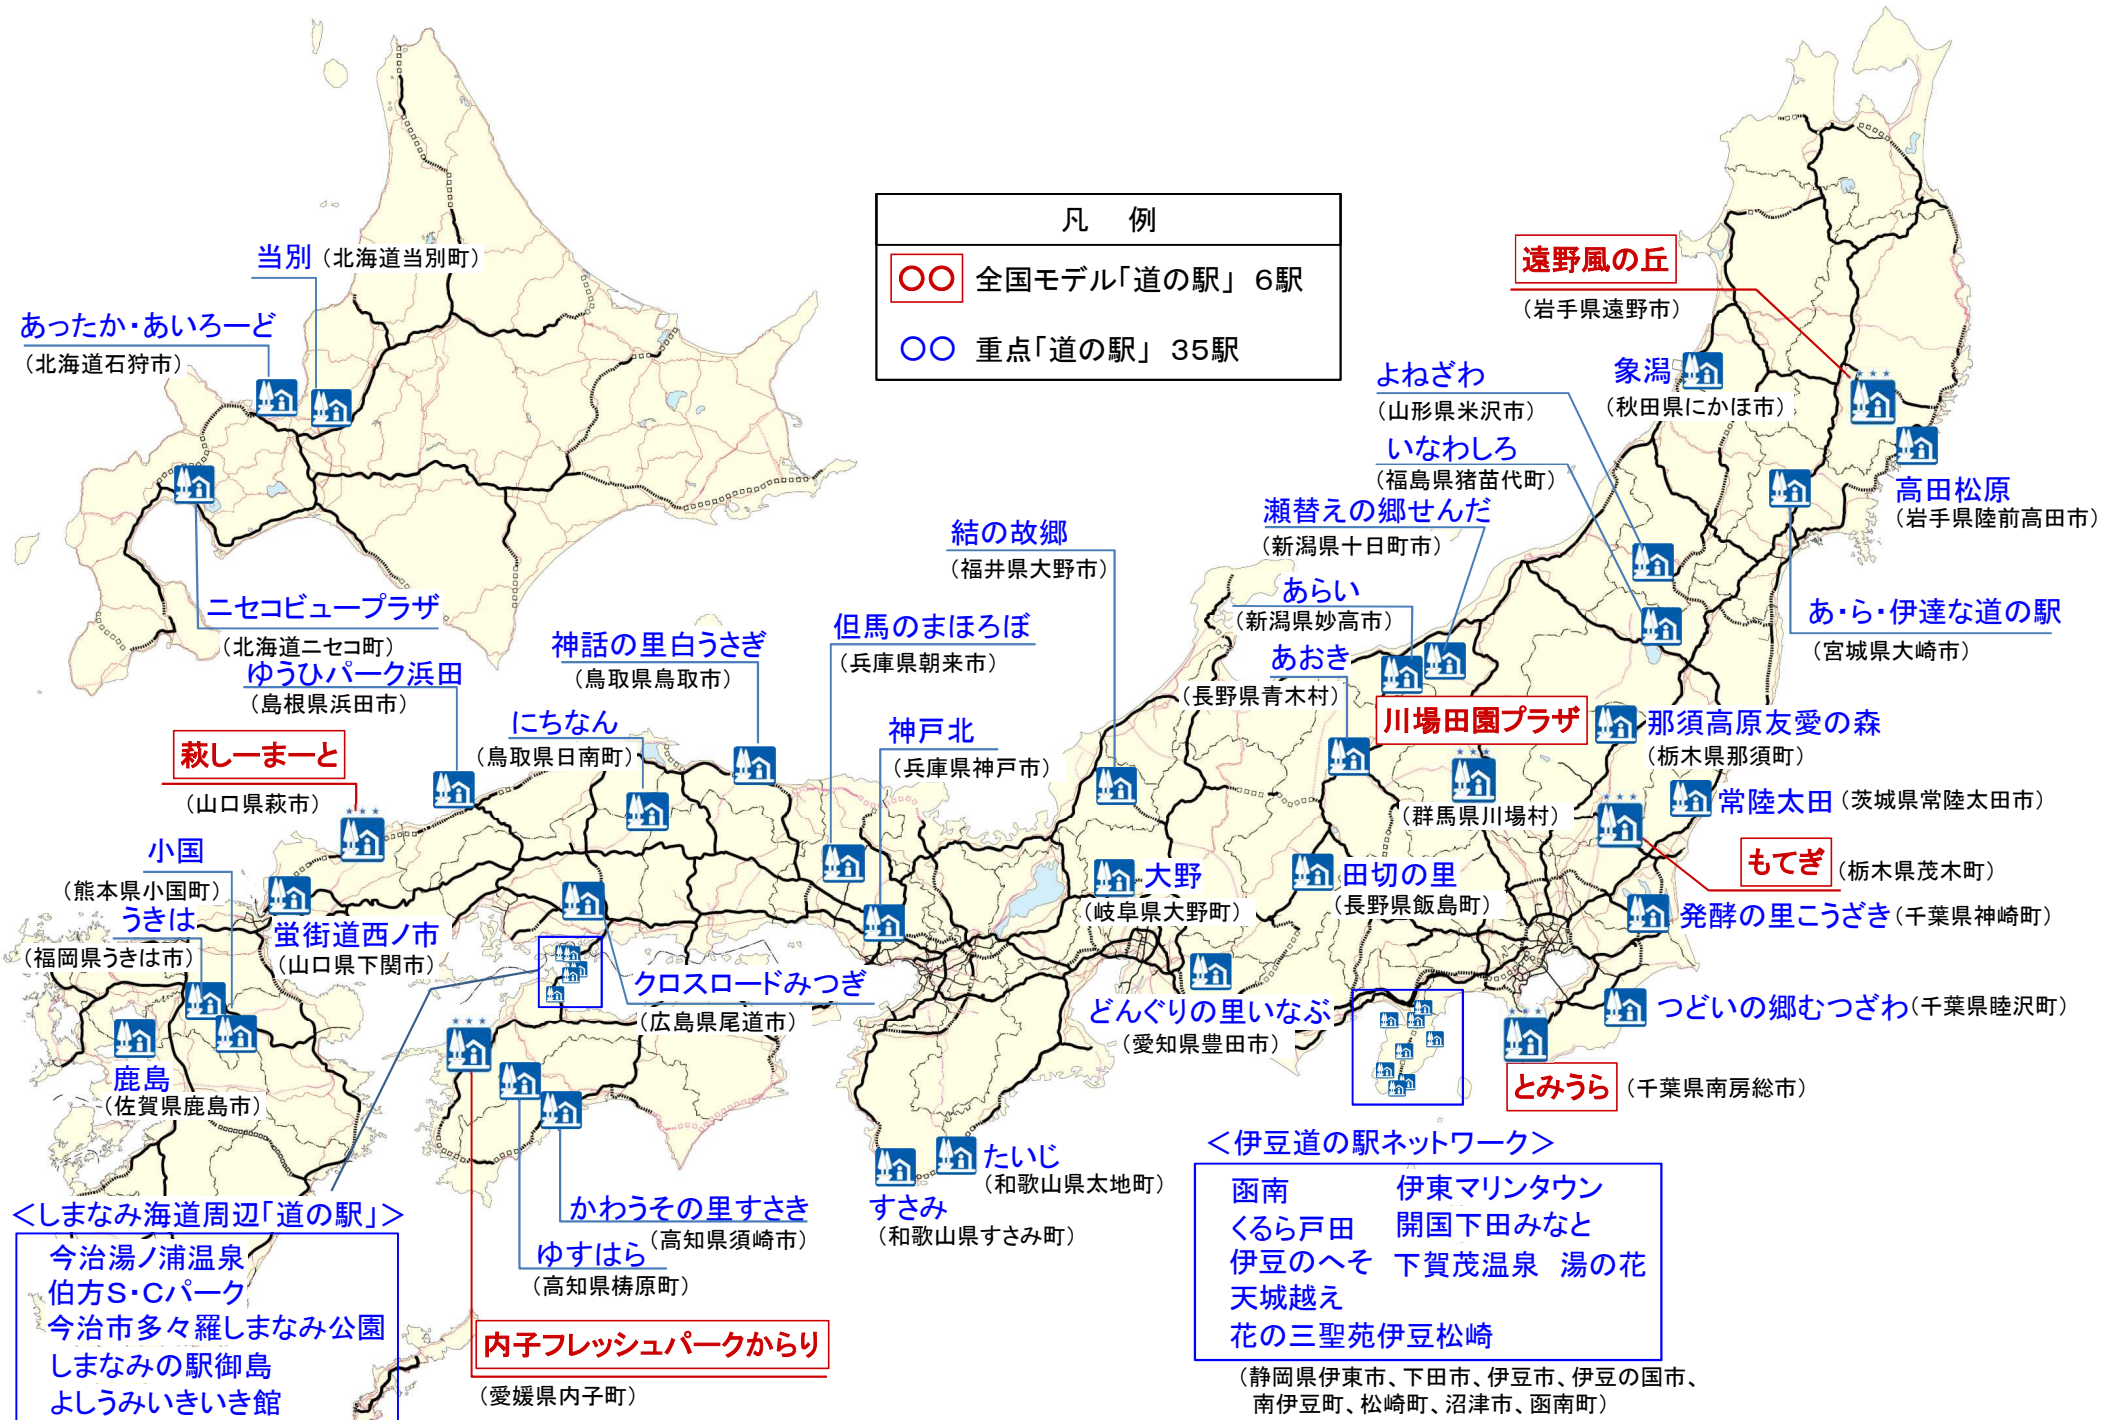 凡 例
〇〇 全国モデル「道の駅」 6駅
〇〇 重点「道の駅」 35駅
当別(北海道当別町)
あったか・あいろーど
(北海道石狩市)
ニセコビュープラザ
(北海道ニセコ町)
遠野風の丘
(岩手県遠野市)
象潟
(秋田県にかほ市)
よねざわ
(山形県米沢市)
いなわしろ
(福島県猪苗代町)
高田松原
(岩手県陸前高田市)
瀬替えの郷せんだ
(新潟県十日町市)
結の故郷
(福井県大野市)
あらい
(新潟県妙高市)
あ・ら・伊達な道の駅
(宮城県大崎市)
但馬のまほろば
(兵庫県朝来市)
神話の里白うさぎ
(鳥取県鳥取市)
ゆうひパーク浜田
(島根県浜田市)
あおき
(長野県青木村)
川場田園プラザ
(群馬県川場村)
那須高原友愛の森
(栃木県那須町)
にちなん
(鳥取県日南町)
神戸北
(兵庫県神戸市)
萩しーまーと
(山口県萩市)
常陸太田(茨城県常陸太田市)
もてぎ(栃木県茂木町)
小国
(熊本県小国町)
うきは
(福岡県うきは市)
蛍街道西ノ市
(山口県下関市)
大野
(岐阜県大野町)
田切の里
(長野県飯島町)
発酵の里こうざき(千葉県神崎町)
クロスロードみつぎ
(広島県尾道市)
どんぐりの里いなぶ
(愛知県豊田市)
つどいの郷むつざわ(千葉県睦沢町)
鹿島
(佐賀県鹿島市)
とみうら(千葉県南房総市)
たいじ
(和歌山県太地町)
すさみ
(和歌山県すさみ町)
かわうその里すさき
(高知県須崎市)
ゆすはら
(高知県梼原町)
内子フレッシュパークからり
(愛媛県内子町)
<しまなみ海道周辺「道の駅」>
今治湯ノ浦温泉
伯方S・Cパーク
今治市多々羅しまなみ公園
しまなみの駅御島
よしうみいきいき館
<伊豆道の駅ネットワーク>
函南 伊東マリンタウン
くるら戸田 開国下田みなと
伊豆のへそ 下賀茂温泉 湯の花
天城越え
花の三聖苑伊豆松崎
(静岡県伊東市、下田市、伊豆市、伊豆の国市、
南伊豆町、松崎町、沼津市、函南町)